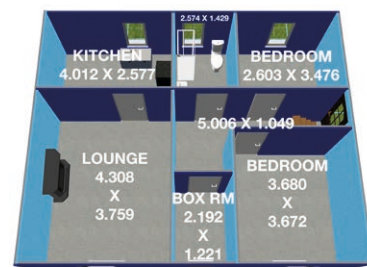 2.574 X 1.429
KITCHEN
4.012 X 2.577
BEDROOM
2.603 X 3.476
5.006 X 1.049
LOUNGE
4.308
X
3.759
BEDROOM
3.680
X
3.672
BOX RM
2.192
X
1.221